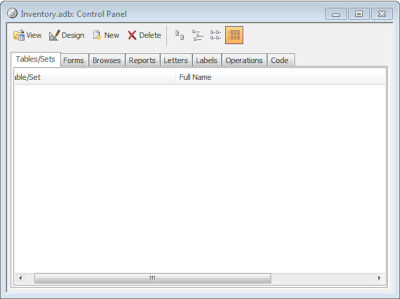 Inventory.adb: Control Panel
View Design New Delete
Tables/Sets Forms Browses Reports Letters Labels Operations Code
able/Set Full Name